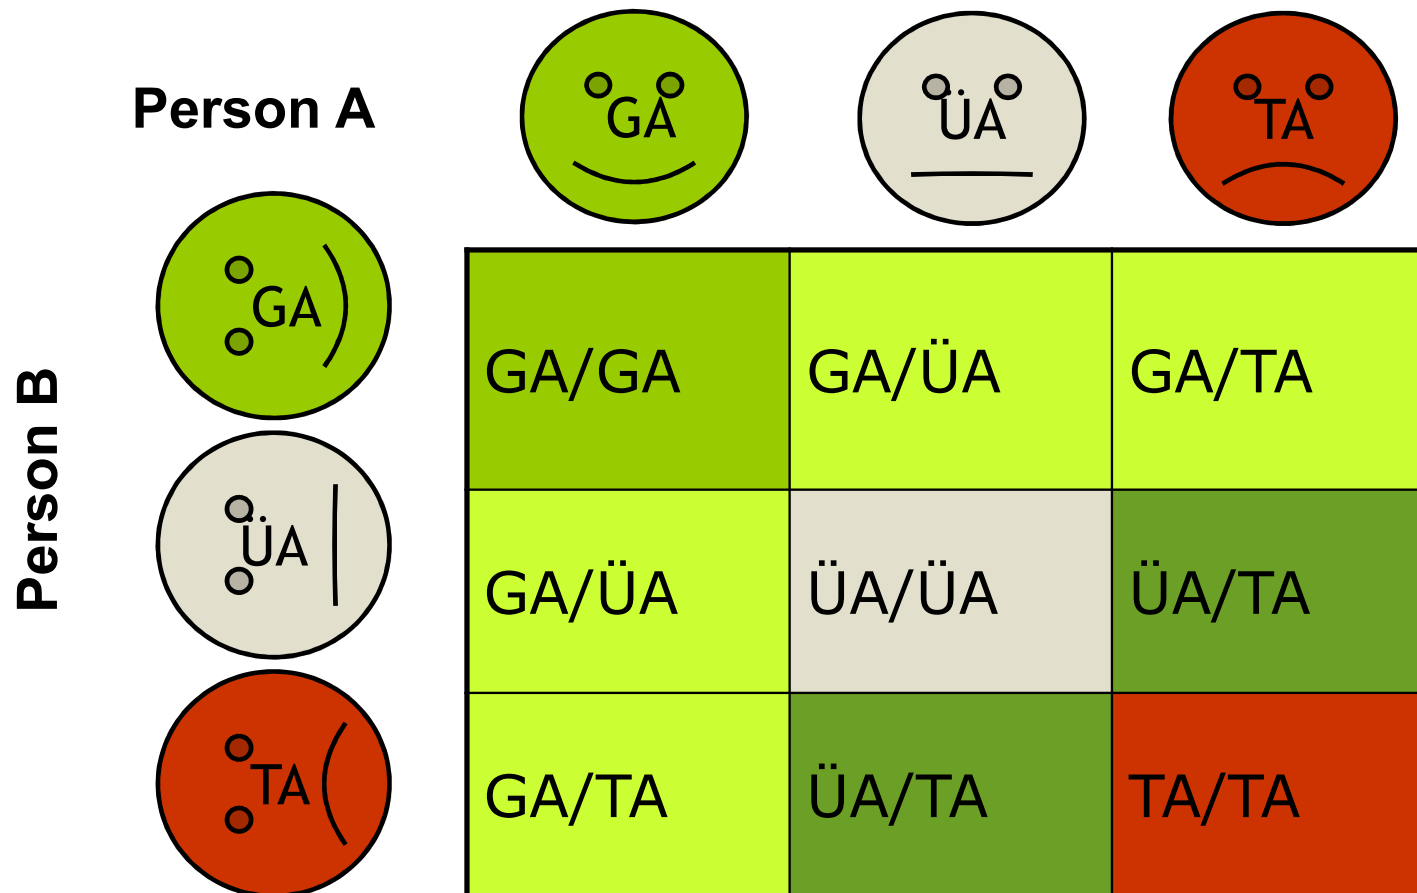 Person A
GA
ÜA
TA
Person B
GA
GA/GA
GA/ÜA
GA/TA
ÜA
GA/ÜA
ÜA/ÜA
ÜA/TA
TA
GA/TA
ÜA/TA
TA/TA